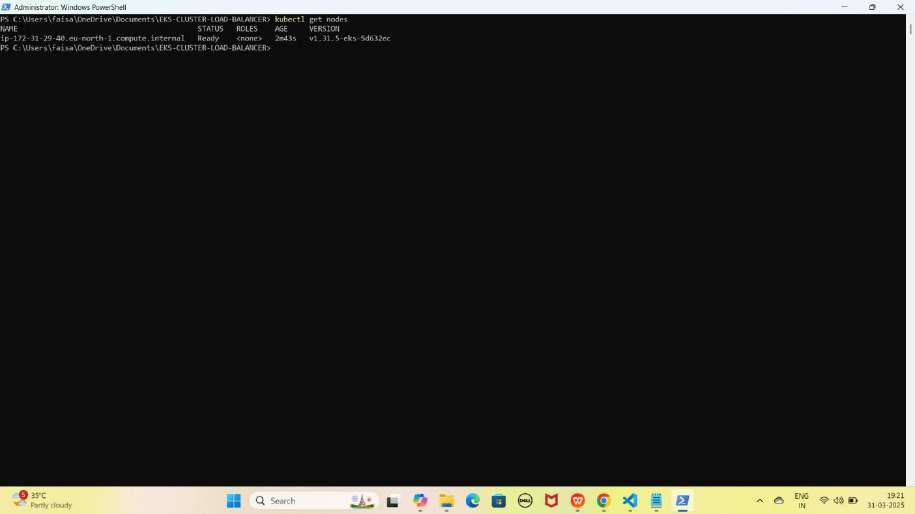 Administrator: Windows PowerShell
PS C:\Users\faisa\OneDrive\Documents\EKS-CLUSTER-LOAD-BALANCER> kubectl get nodes
NAME STATUS ROLES AGE VERSION
ip-172-31-29-40.eu-north-1.compute.internal Ready <none> 2m43s v1.31.5-eks-5d632ec
PS C:\Users\faisa\OneDrive\Documents\EKS-CLUSTER-LOAD-BALANCER>
5
35°C
Partly cloudy
Search
DELL
ENG
IN
19:21
31-03-2025